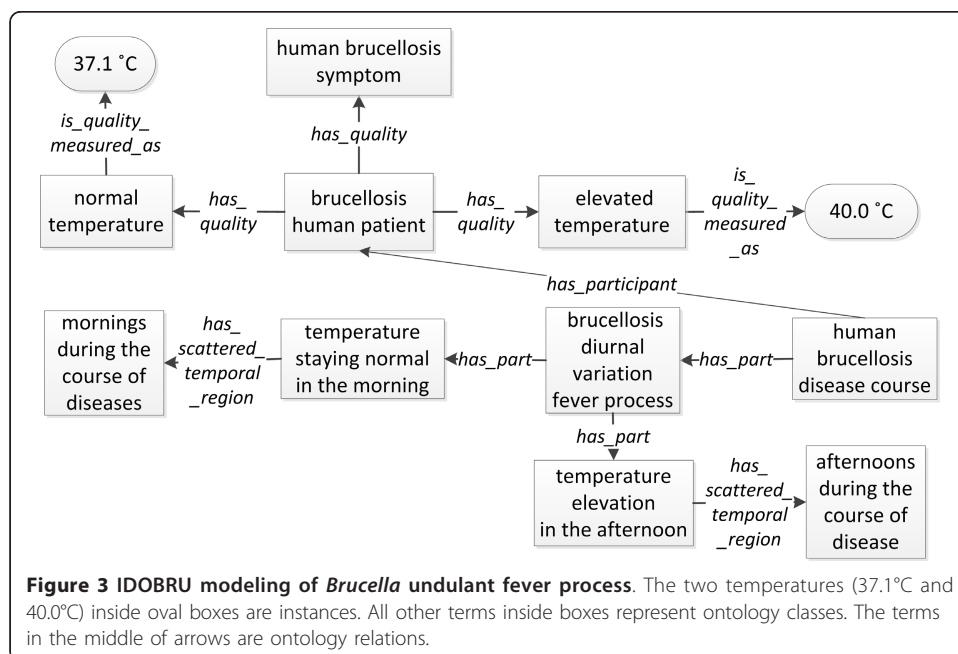 37.1 ˚C
human brucellosis
symptom
is_quality_
measured_as
has_quality
normal
temperature
has_
quality
brucellosis
human patient
has_
quality
elevated
temperature
is_
quality_
measured
_as
40.0 ˚C
has_participant
mornings
during the
course of
diseases
has_
scattered_
temporal
_region
temperature
staying normal
in the morning
has_part
brucellosis
diurnal
variation
fever process
has_part
human
brucellosis
disease course
has_part
temperature
elevation
in the afternoon
has_
scattered_
temporal
_region
afternoons
during the
course of
disease
Figure 3 IDOBRU modeling of Brucella undulant fever process. The two temperatures (37.1°C and
40.0°C) inside oval boxes are instances. All other terms inside boxes represent ontology classes. The terms
in the middle of arrows are ontology relations.